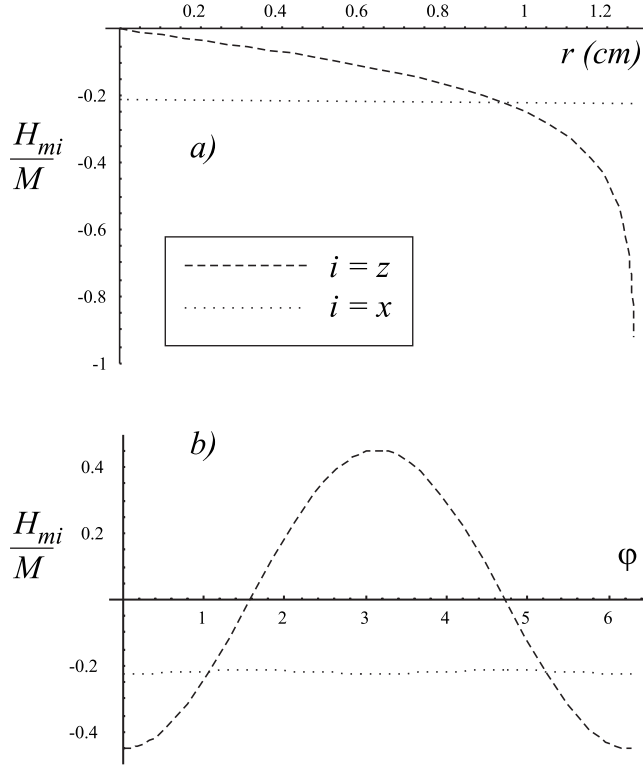 0.2 0.4 0.6 0.8 1 1.2
r (cm)
-0.2
H_mi
M
a)
-0.4
-0.6
i = z
-0.8
i = x
-1
b)
0.4
H_mi
M
0.2
φ
1 2 3 4 5 6
-0.2
-0.4